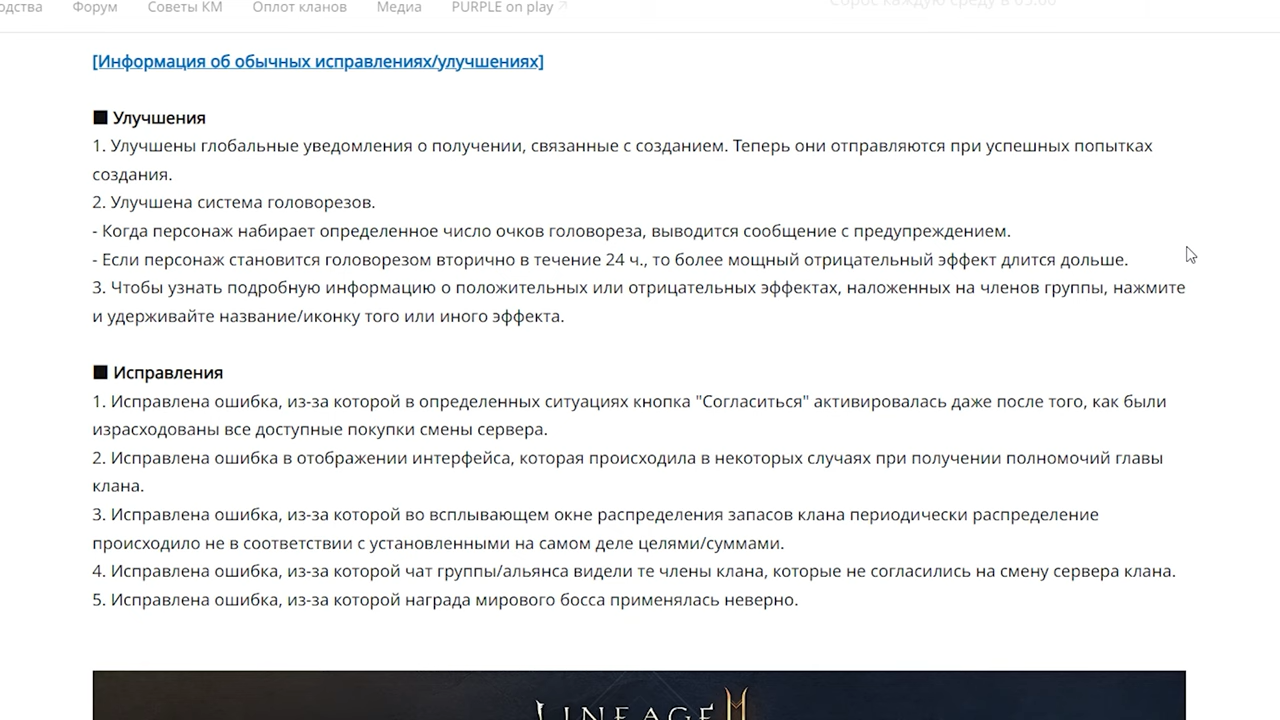 одства Форум Советы КМ Оплот кланов Медиа PURPLE on play
Сброс каждую среду в 05:00
[Информация об обычных исправлениях/улучшениях]
■ Улучшения
1. Улучшены глобальные уведомления о получении, связанные с созданием. Теперь они отправляются при успешных попытках
создания.
2. Улучшена система головорезов.
- Когда персонаж набирает определенное число очков головореза, выводится сообщение с предупреждением.
- Если персонаж становится головорезом вторично в течение 24 ч., то более мощный отрицательный эффект длится дольше.
3. Чтобы узнать подробную информацию о положительных или отрицательных эффектах, наложенных на членов группы, нажмите
и удерживайте название/иконку того или иного эффекта.
■ Исправления
1. Исправлена ошибка, из-за которой в определенных ситуациях кнопка "Согласиться" активировалась даже после того, как были
израсходованы все доступные покупки смены сервера.
2. Исправлена ошибка в отображении интерфейса, которая происходила в некоторых случаях при получении полномочий главы
клана.
3. Исправлена ошибка, из-за которой во всплывающем окне распределения запасов клана периодически распределение
происходило не в соответствии с установленными на самом деле целями/суммами.
4. Исправлена ошибка, из-за которой чат группы/альянса видели те члены клана, которые не согласились на смену сервера клана.
5. Исправлена ошибка, из-за которой награда мирового босса применялась неверно.
LINEAGE M